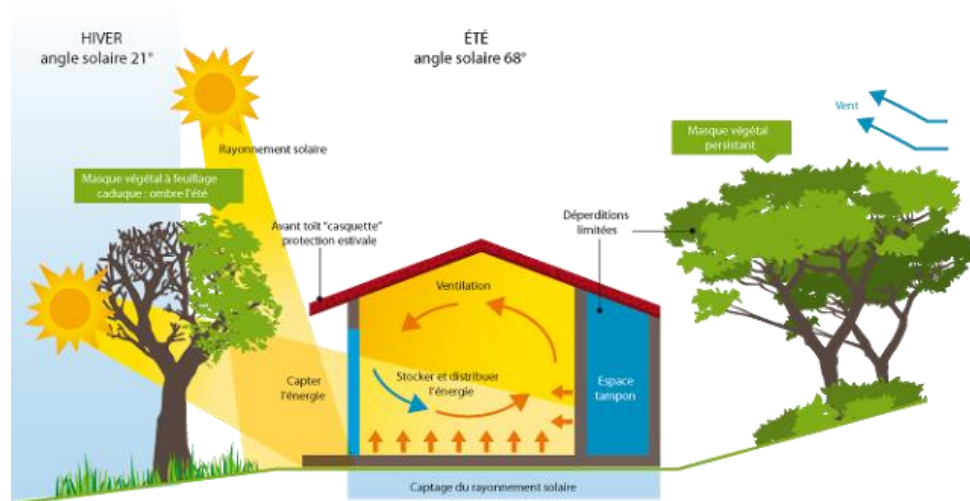 HIVER
angle solaire 21°
ÉTÉ
angle solaire 68°
Vent
Masque végétal
persistant
Rayonnement solaire
Masque végétal à feuillage
caduque : ombre l'été
Avant toît "casquette"
protection estivale
Déperditions
limitées
Ventilation
Capter
l'énergie
Stocker et distribuer
l'énergie
Espace
tampon
Captage du rayonnement solaire